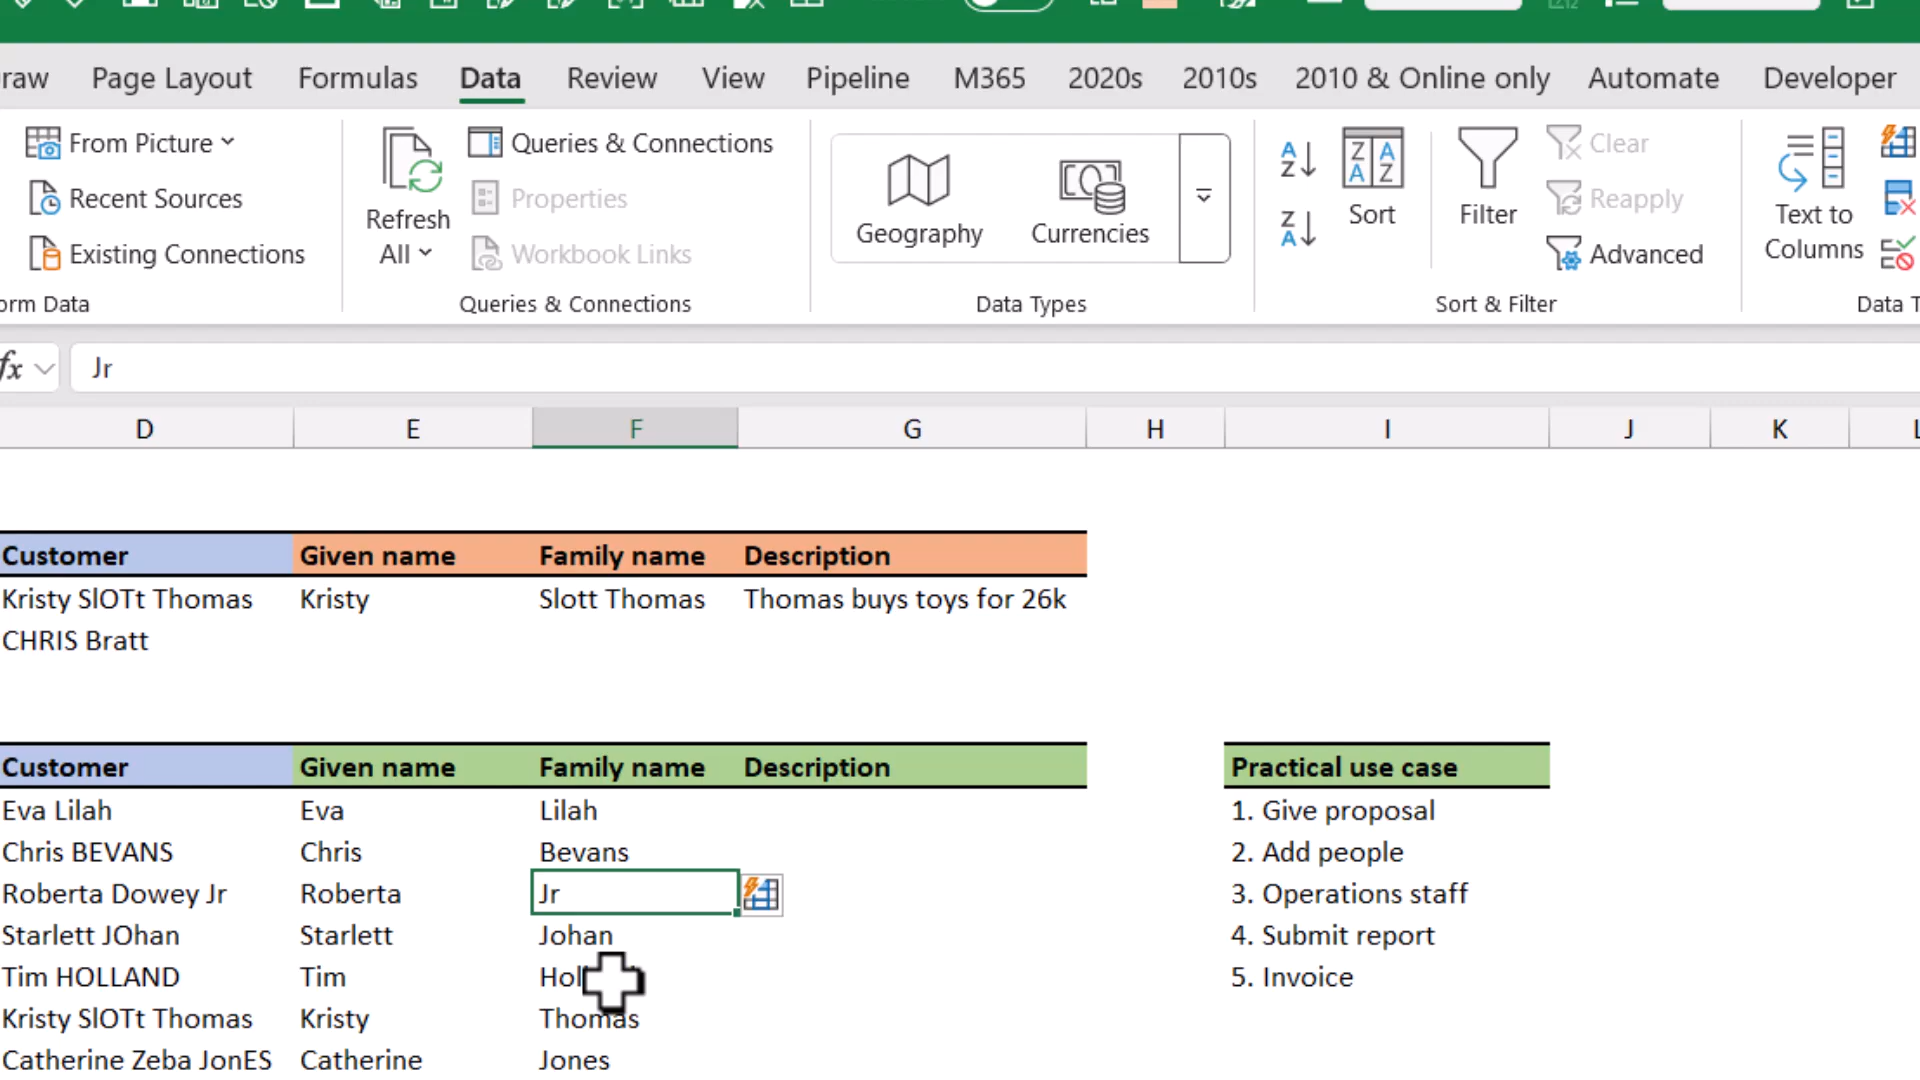 raw Page Layout Formulas Data Review View Pipeline M365 2020s 2010s 2010 & Online only Automate Developer
From Picture
Recent Sources
Existing Connections
orm Data
Refresh All
Queries & Connections
Properties
Workbook Links
Queries & Connections
Geography Currencies
Data Types
Sort
Filter
Clear
Reapply
Advanced
Sort & Filter
Text to Columns
Data T
fx Jr
D E F G H I J K L
Customer Given name Family name Description
Kristy SlOTt Thomas Kristy Slott Thomas Thomas buys toys for 26k
CHRIS Bratt
Customer Given name Family name Description Practical use case
Eva Lilah Eva Lilah 1. Give proposal
Chris BEVANS Chris Bevans 2. Add people
Roberta Dowey Jr Roberta Jr 3. Operations staff
Starlett JOhan Starlett Johan 4. Submit report
Tim HOLLAND Tim Hol 5. Invoice
Kristy SlOTt Thomas Kristy Thomas
Catherine Zeba JonES Catherine Jones